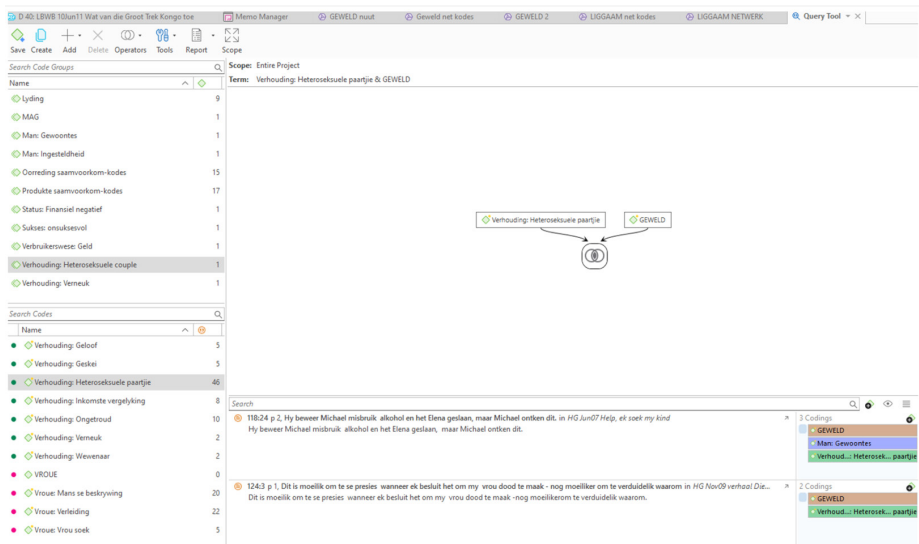 D 40: LBWB 10Jun11 Wat van die Groot Trek Kongo toe
Memo Manager
GEWELD nuut
Geweld net kodes
GEWELD 2
LIGGAAM net kodes
LIGGAAM NETWERK
Query Tool
Save Create Add Delete Operators Tools Report Scope
Search Code Groups
Name
Lyding 9
MAG 1
Man: Gewoontes 1
Man: Ingesteldheid 1
Oorreding saamvoorkom-kodes 15
Produkte saamvoorkom-kodes 17
Status: Finansiel negatief 1
Sukses: onsuksesvol 1
Verbruikerswese: Geld 1
Verhouding: Heteroseksuele couple 1
Verhouding: Verneuk 1
Search Codes
Name
Verhouding: Geloof 5
Verhouding: Geskei 5
Verhouding: Heteroseksuele paartjie 46
Verhouding: Inkomste vergelyking 8
Verhouding: Ongetroud 10
Verhouding: Verneuk 2
Verhouding: Wewenaar 2
VROUE 0
Vroue: Mans se beskrywing 20
Vroue: Verleiding 22
Vroue: Vrou soek 5
Scope: Entire Project
Term: Verhouding: Heteroseksuele paartjie & GEWELD
Verhouding: Heteroseksuele paartjie
GEWELD
Search
118:24 p 2, Hy beweer Michael misbruik alkohol en het Elena geslaan, maar Michael ontken dit. in HG Jun07 Help, ek soek my kind
Hy beweer Michael misbruik alkohol en het Elena geslaan, maar Michael ontken dit.
3 Codings
GEWELD
Man: Gewoontes
Verhoud...: Heterosek... paartjie
124:3 p 1, Dit is moeilik om te se presies wanneer ek besluit het om my vrou dood te maak - nog moeiliker om te verduidelik waarom in HG Nov09 verhaal Die...
Dit is moeilik om te se presies wanneer ek besluit het om my vrou dood te maak -nog moeilikerom te verduidelik waarom.
2 Codings
GEWELD
Verhoud...: Heterosek... paartjie